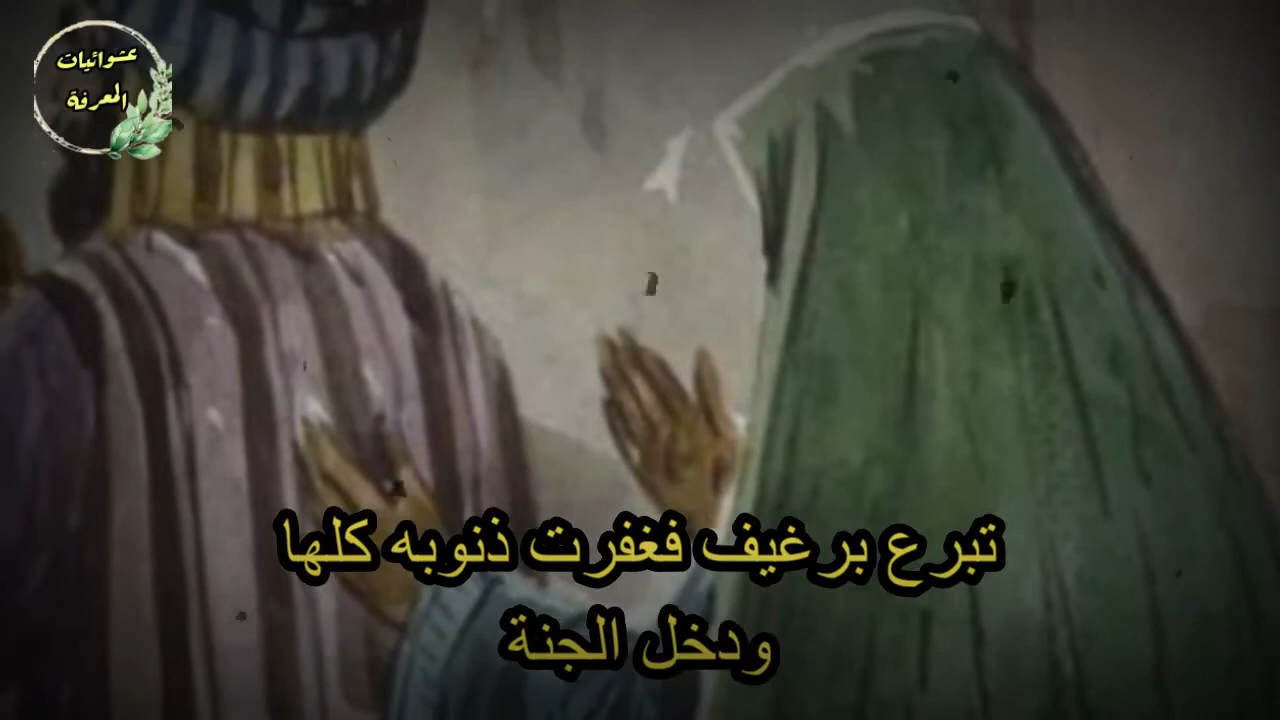 عشوائيات
المعرفة
تبرع برغيف فغفرت ذنوبه كلها
ودخل الجنة